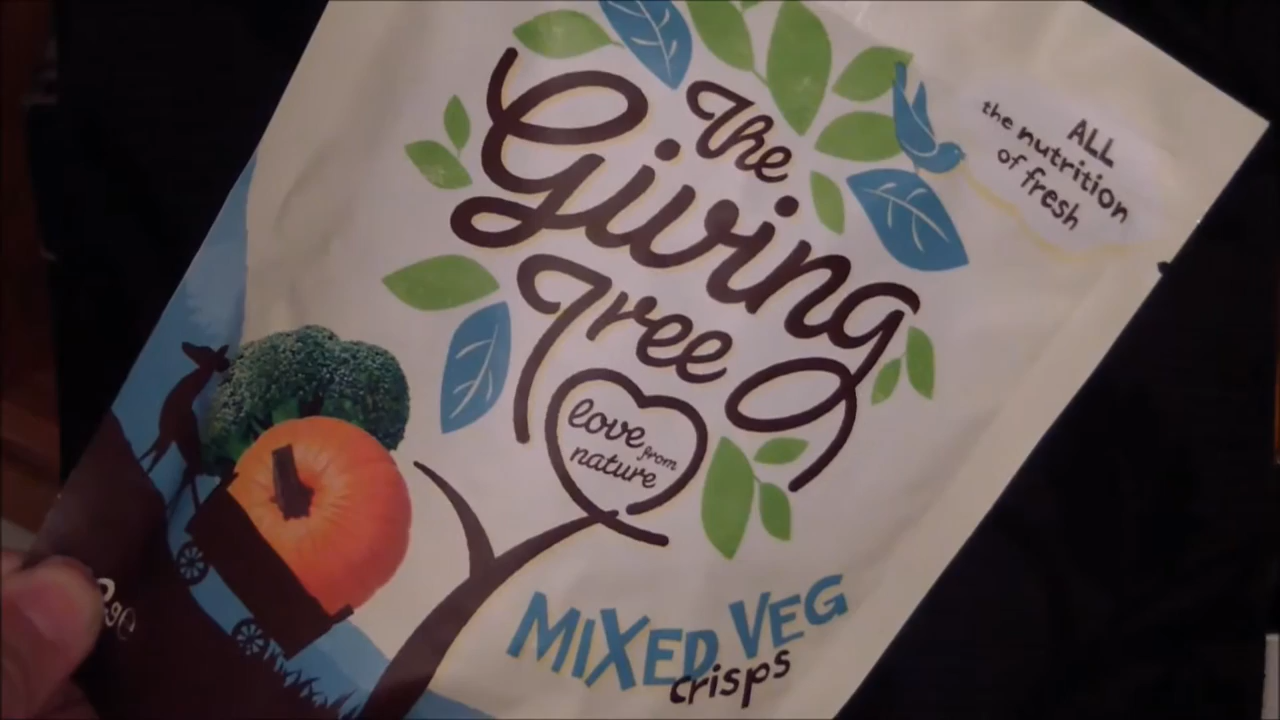 The
Giving
Tree
love from
nature
ALL
the nutrition
of fresh
MiXED VEG
crisps